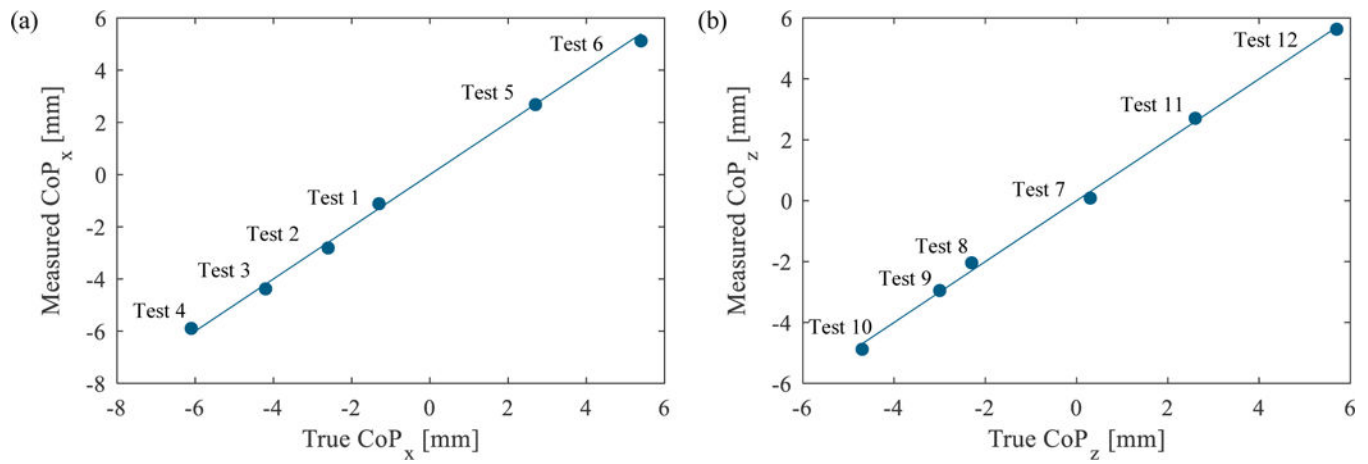 (a)
6
4
2
0
-2
-4
-6
-8
Measured CoPx [mm]
-8 -6 -4 -2 0 2 4 6
True CoPx [mm]
Test 6
Test 5
Test 1
Test 2
Test 3
Test 4
(b)
6
4
2
0
-2
-4
-6
Measured CoPz [mm]
-6 -4 -2 0 2 4 6
True CoPz [mm]
Test 12
Test 11
Test 7
Test 8
Test 9
Test 10